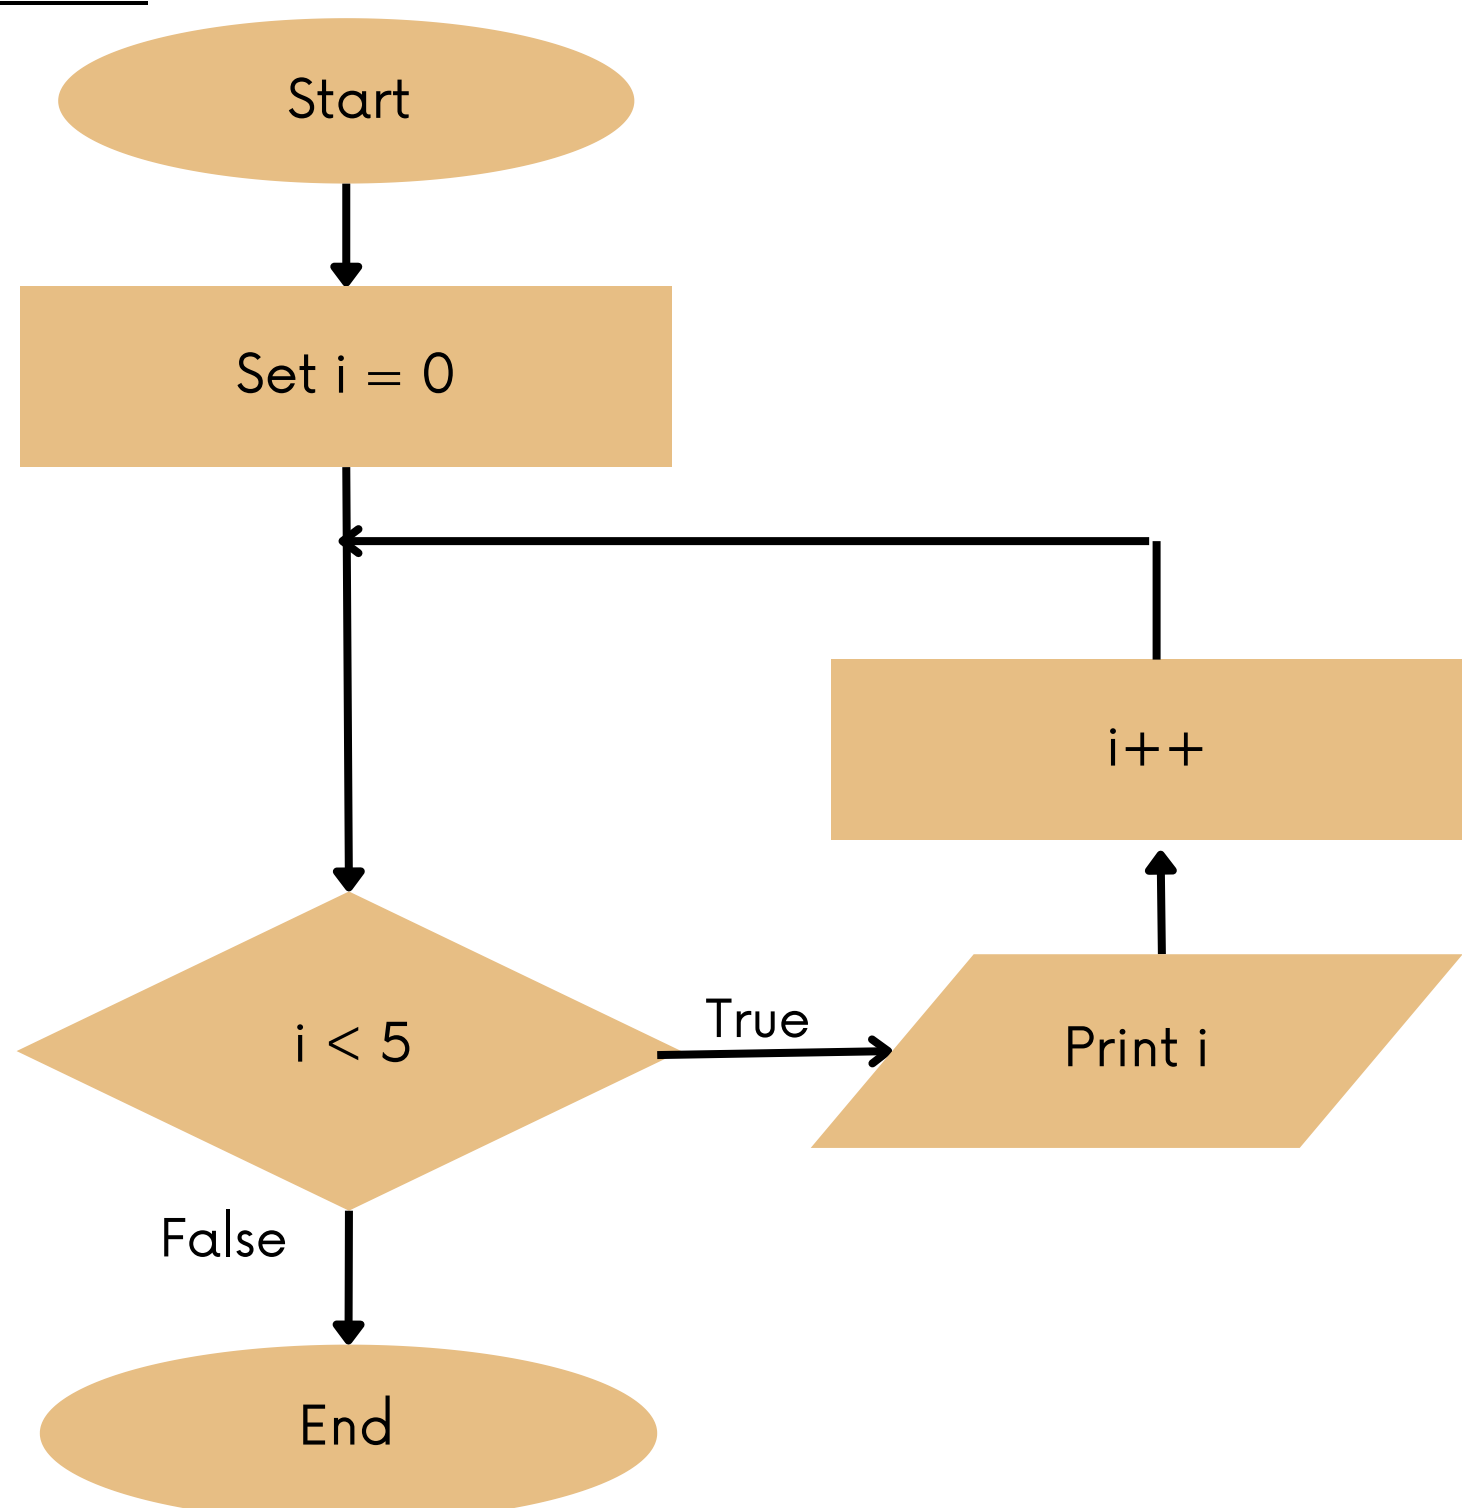 Start
Set i = 0
i++
i < 5
True
Print i
False
End